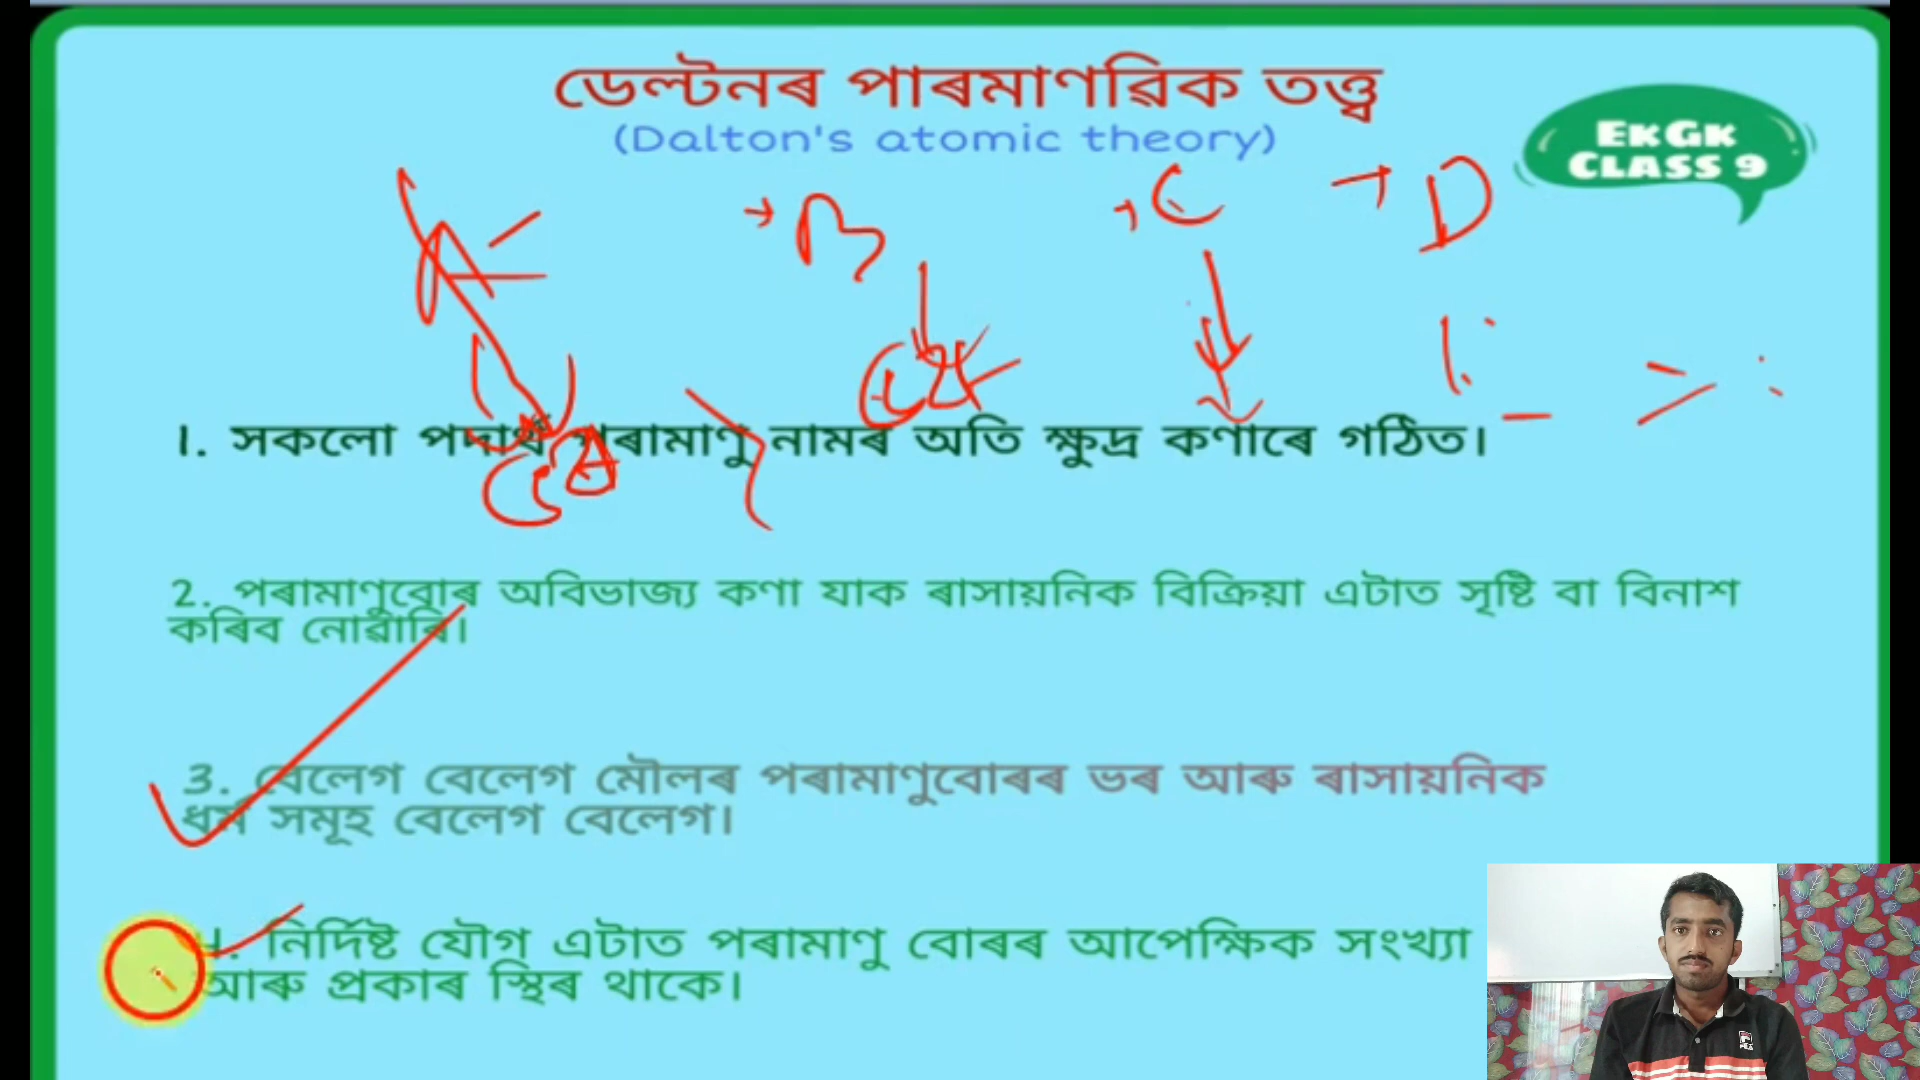 ডেল্টনৰ পাৰমাণৱিক তত্ত্ব
(Dalton's atomic theory)
EKGK
CLASS 9
B
C
D
1. সকলো পদাৰ্থ পৰামাণু নামৰ অতি ক্ষুদ্ৰ কণাৰে গঠিত।
2. পৰামাণুবোৰ অবিভাজ্য কণা যাক ৰাসায়নিক বিক্ৰিয়া এটাত সৃষ্টি বা বিনাশ
কৰিব নোৱাৰি।
3. বেলেগ বেলেগ মৌলৰ পৰামাণুবোৰৰ ভৰ আৰু ৰাসায়নিক
ধৰ্ম সমূহ বেলেগ বেলেগ।
4. নিৰ্দিষ্ট যৌগ এটাত পৰামাণু বোৰৰ আপেক্ষিক সংখ্যা
আৰু প্ৰকাৰ স্থিৰ থাকে।